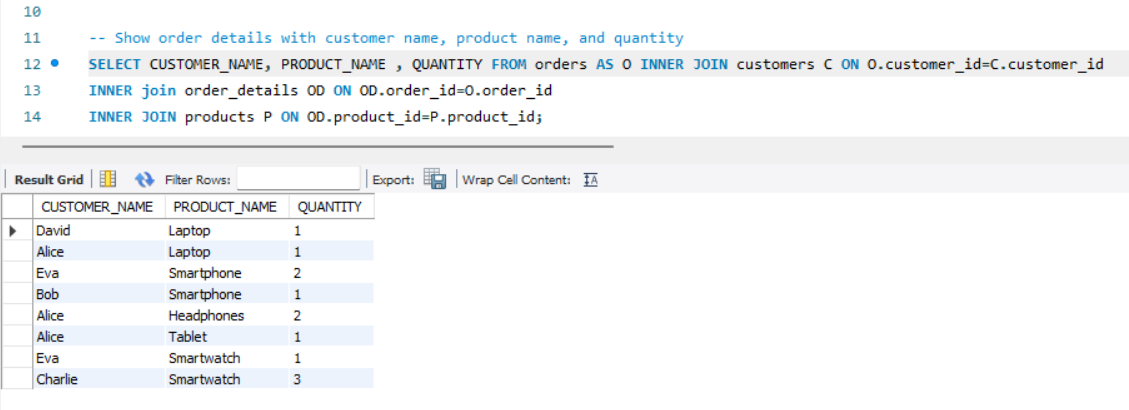 10
11 -- Show order details with customer name, product name, and quantity
12 SELECT CUSTOMER_NAME, PRODUCT_NAME , QUANTITY FROM orders AS O INNER JOIN customers C ON O.customer_id=C.customer_id
13 INNER join order_details OD ON OD.order_id=O.order_id
14 INNER JOIN products P ON OD.product_id=P.product_id;
Result Grid Filter Rows: Export: Wrap Cell Content: IA
CUSTOMER_NAME PRODUCT_NAME QUANTITY
David Laptop 1
Alice Laptop 1
Eva Smartphone 2
Bob Smartphone 1
Alice Headphones 2
Alice Tablet 1
Eva Smartwatch 1
Charlie Smartwatch 3